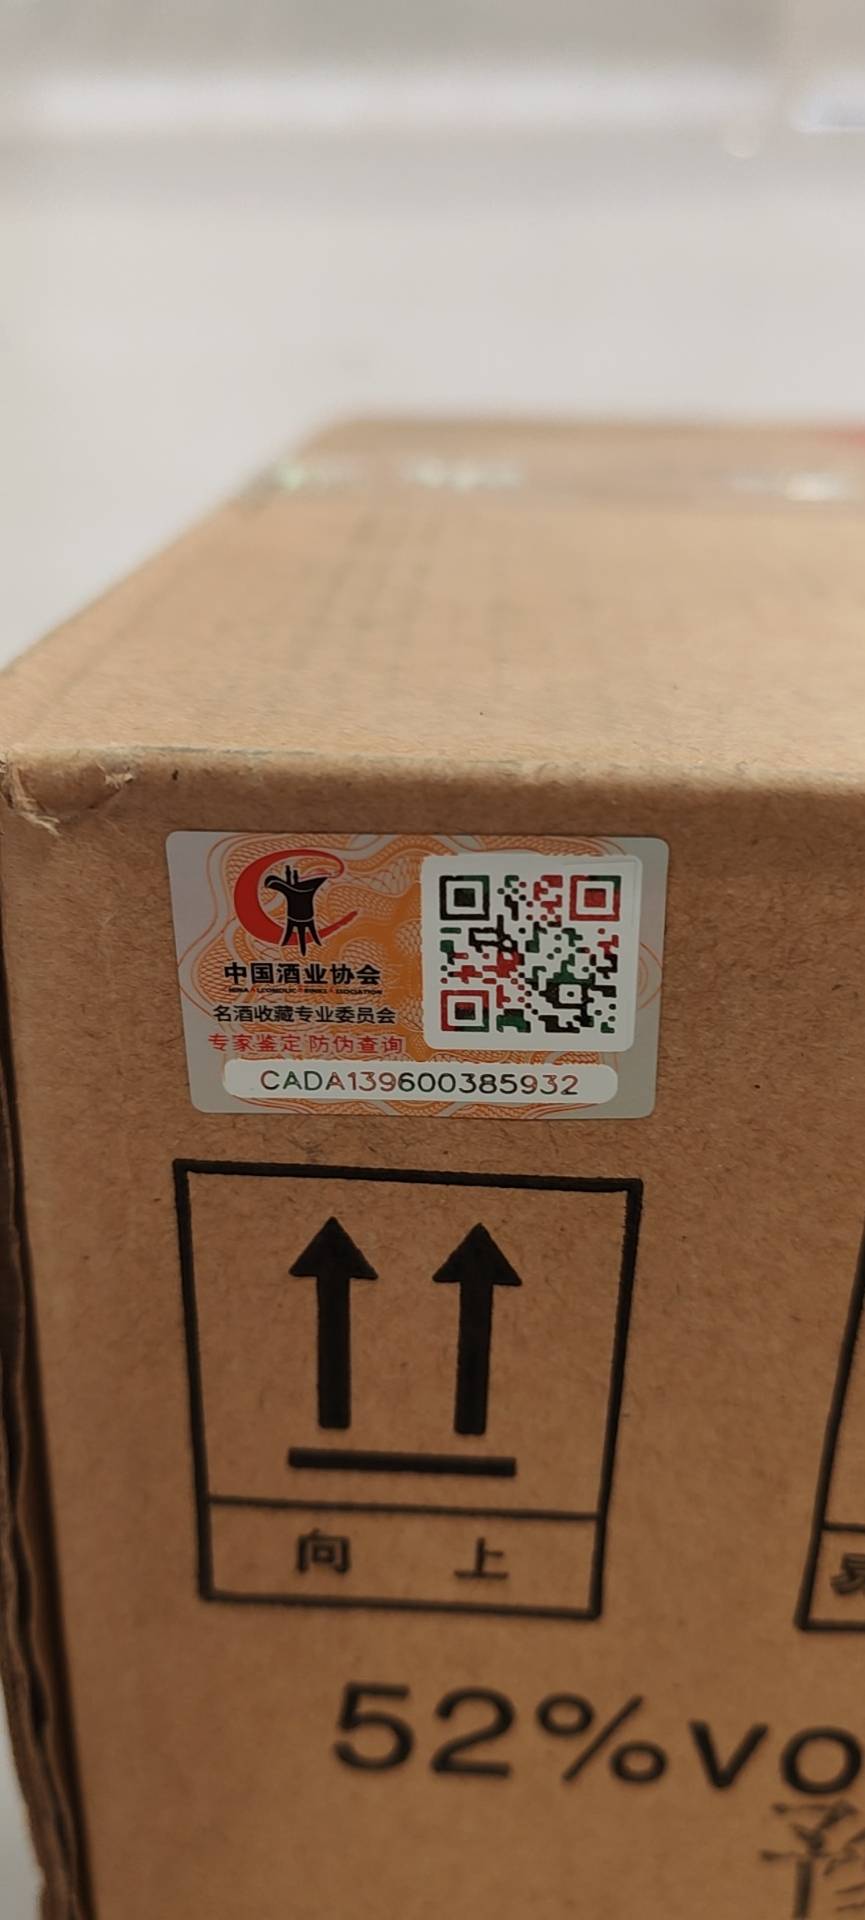 中国酒业协会
名酒收藏专业委员会
专家鉴定 防伪查询
CADA139600385932
向上
52%vo